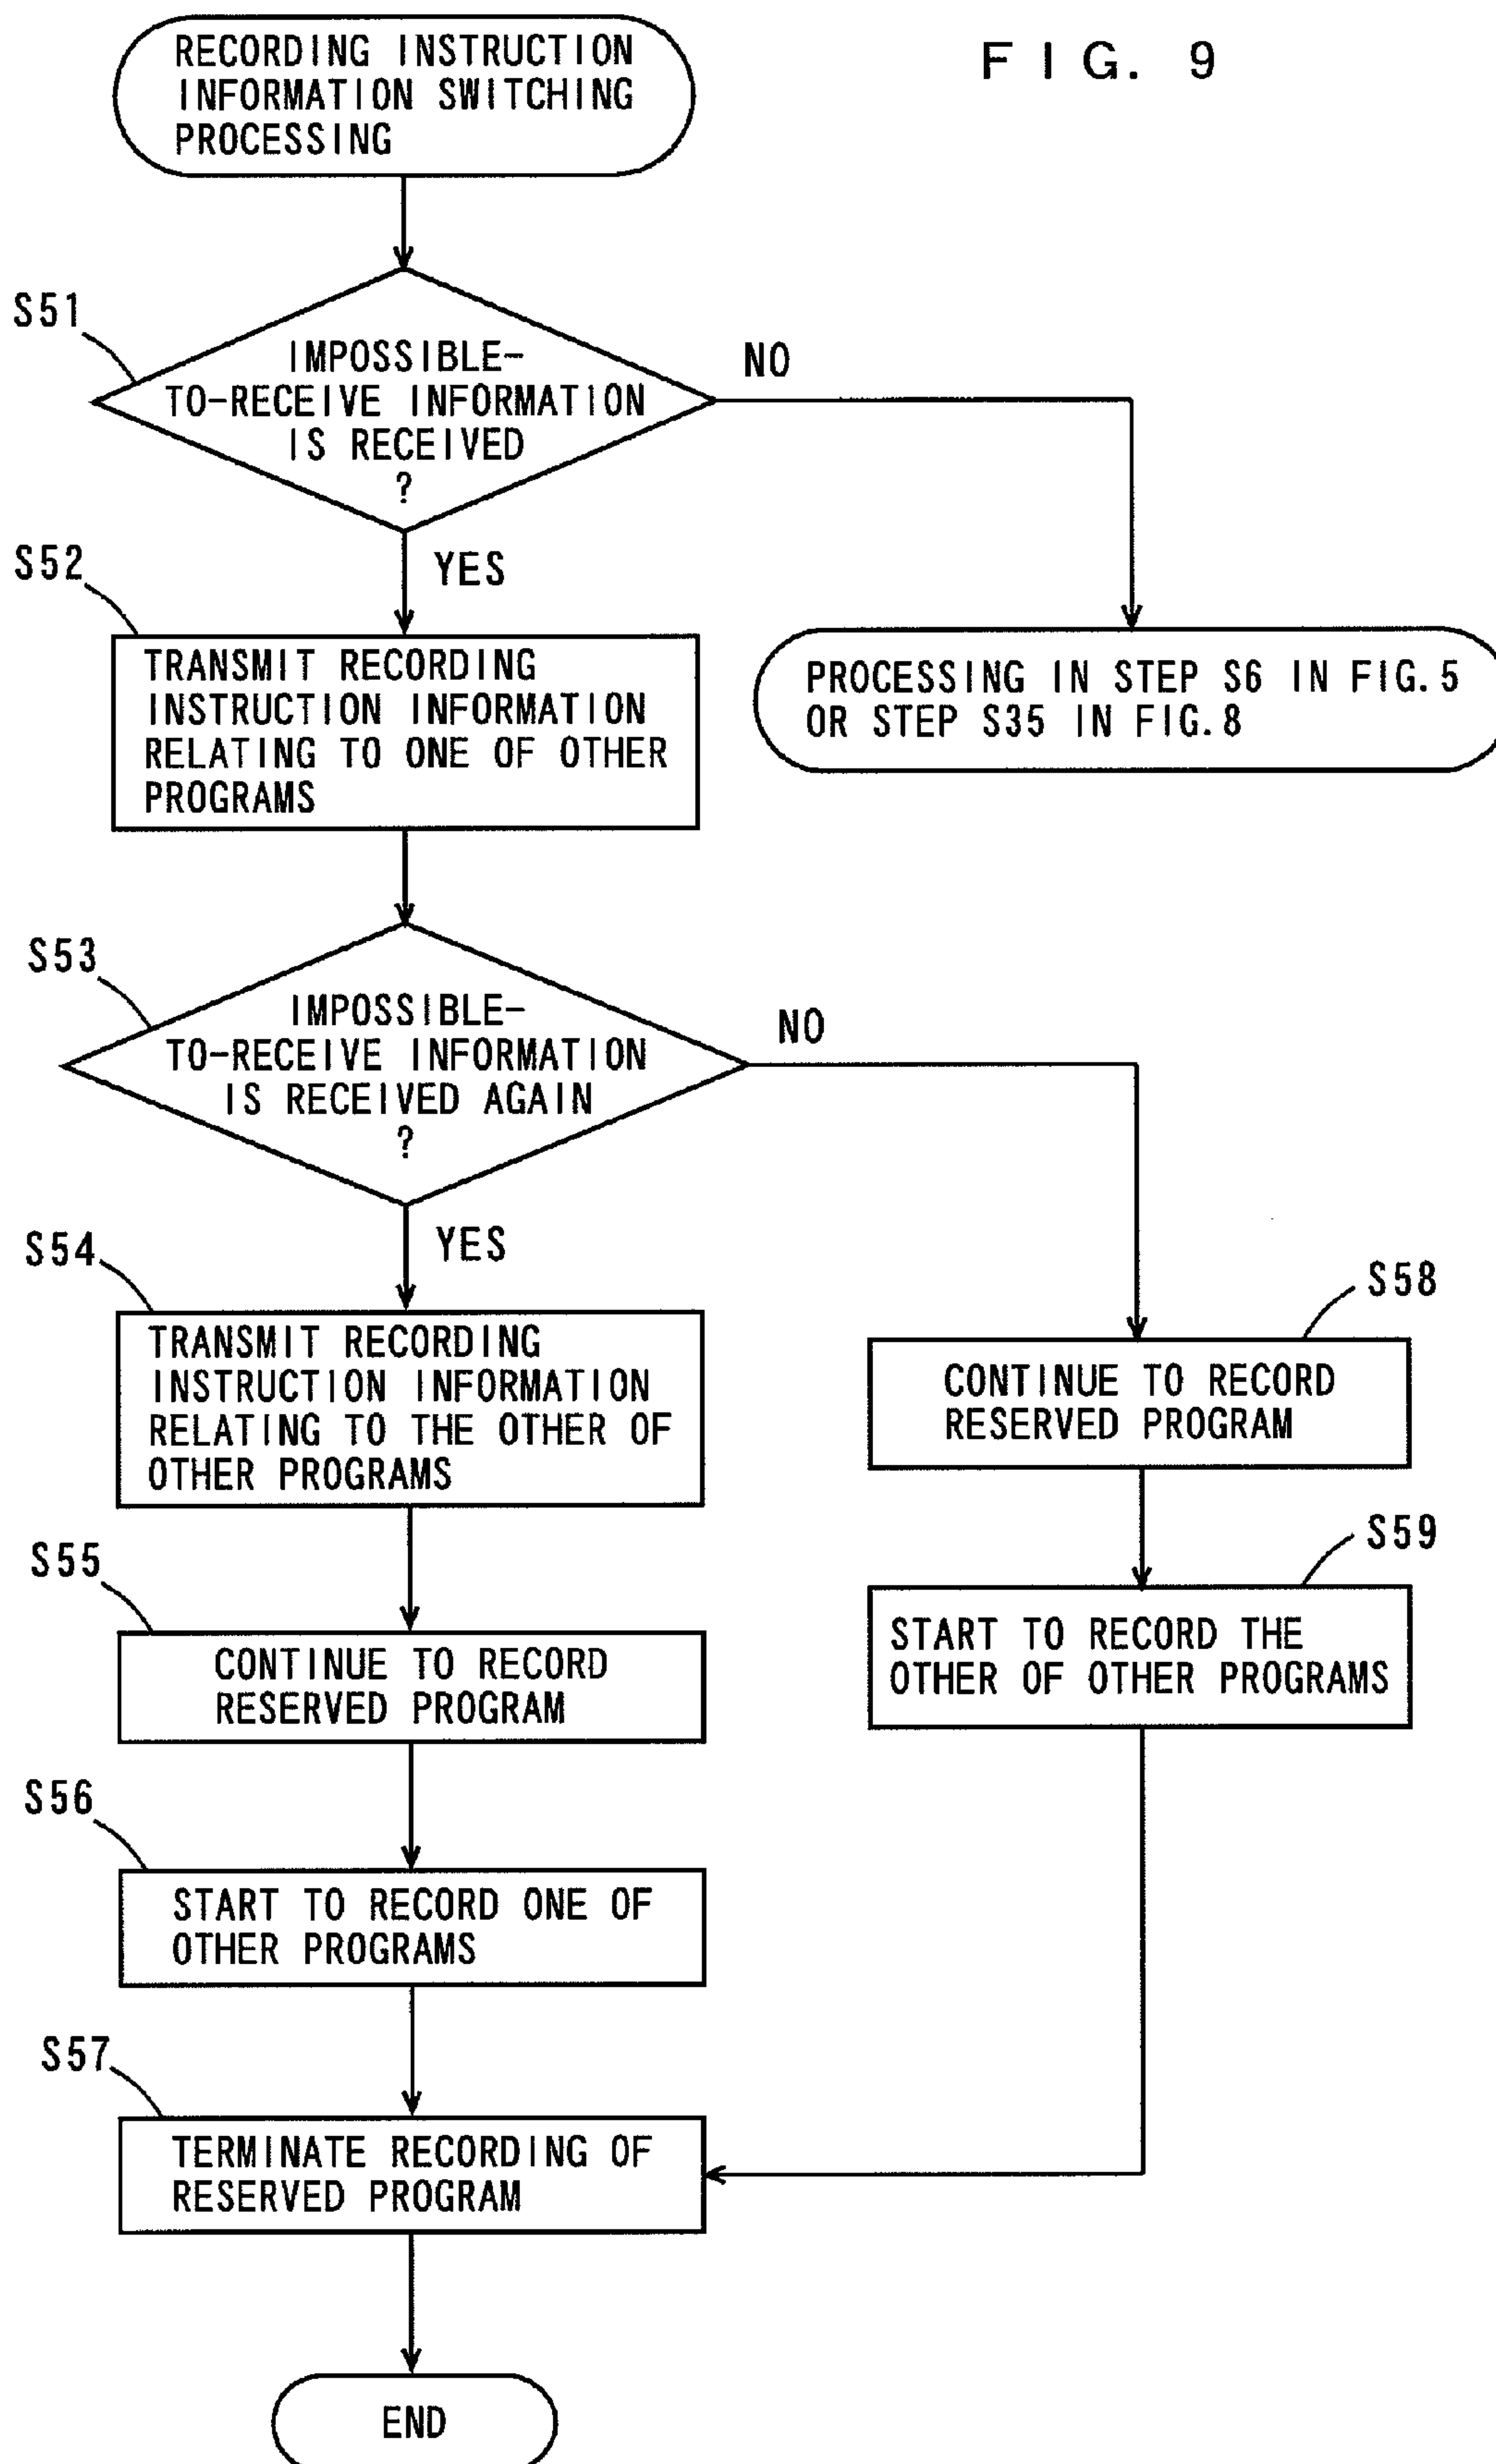 RECORDING INSTRUCTION
INFORMATION SWITCHING
PROCESSING
FIG. 9
S51
IMPOSSIBLE-
TO-RECEIVE INFORMATION
IS RECEIVED
?
NO
YES
S52
TRANSMIT RECORDING
INSTRUCTION INFORMATION
RELATING TO ONE OF OTHER
PROGRAMS
PROCESSING IN STEP S6 IN FIG.5
OR STEP S35 IN FIG.8
S53
IMPOSSIBLE-
TO-RECEIVE INFORMATION
IS RECEIVED AGAIN
?
NO
YES
S54
TRANSMIT RECORDING
INSTRUCTION INFORMATION
RELATING TO THE OTHER OF
OTHER PROGRAMS
S58
CONTINUE TO RECORD
RESERVED PROGRAM
S55
CONTINUE TO RECORD
RESERVED PROGRAM
S59
START TO RECORD THE
OTHER OF OTHER PROGRAMS
S56
START TO RECORD ONE OF
OTHER PROGRAMS
S57
TERMINATE RECORDING OF
RESERVED PROGRAM
END